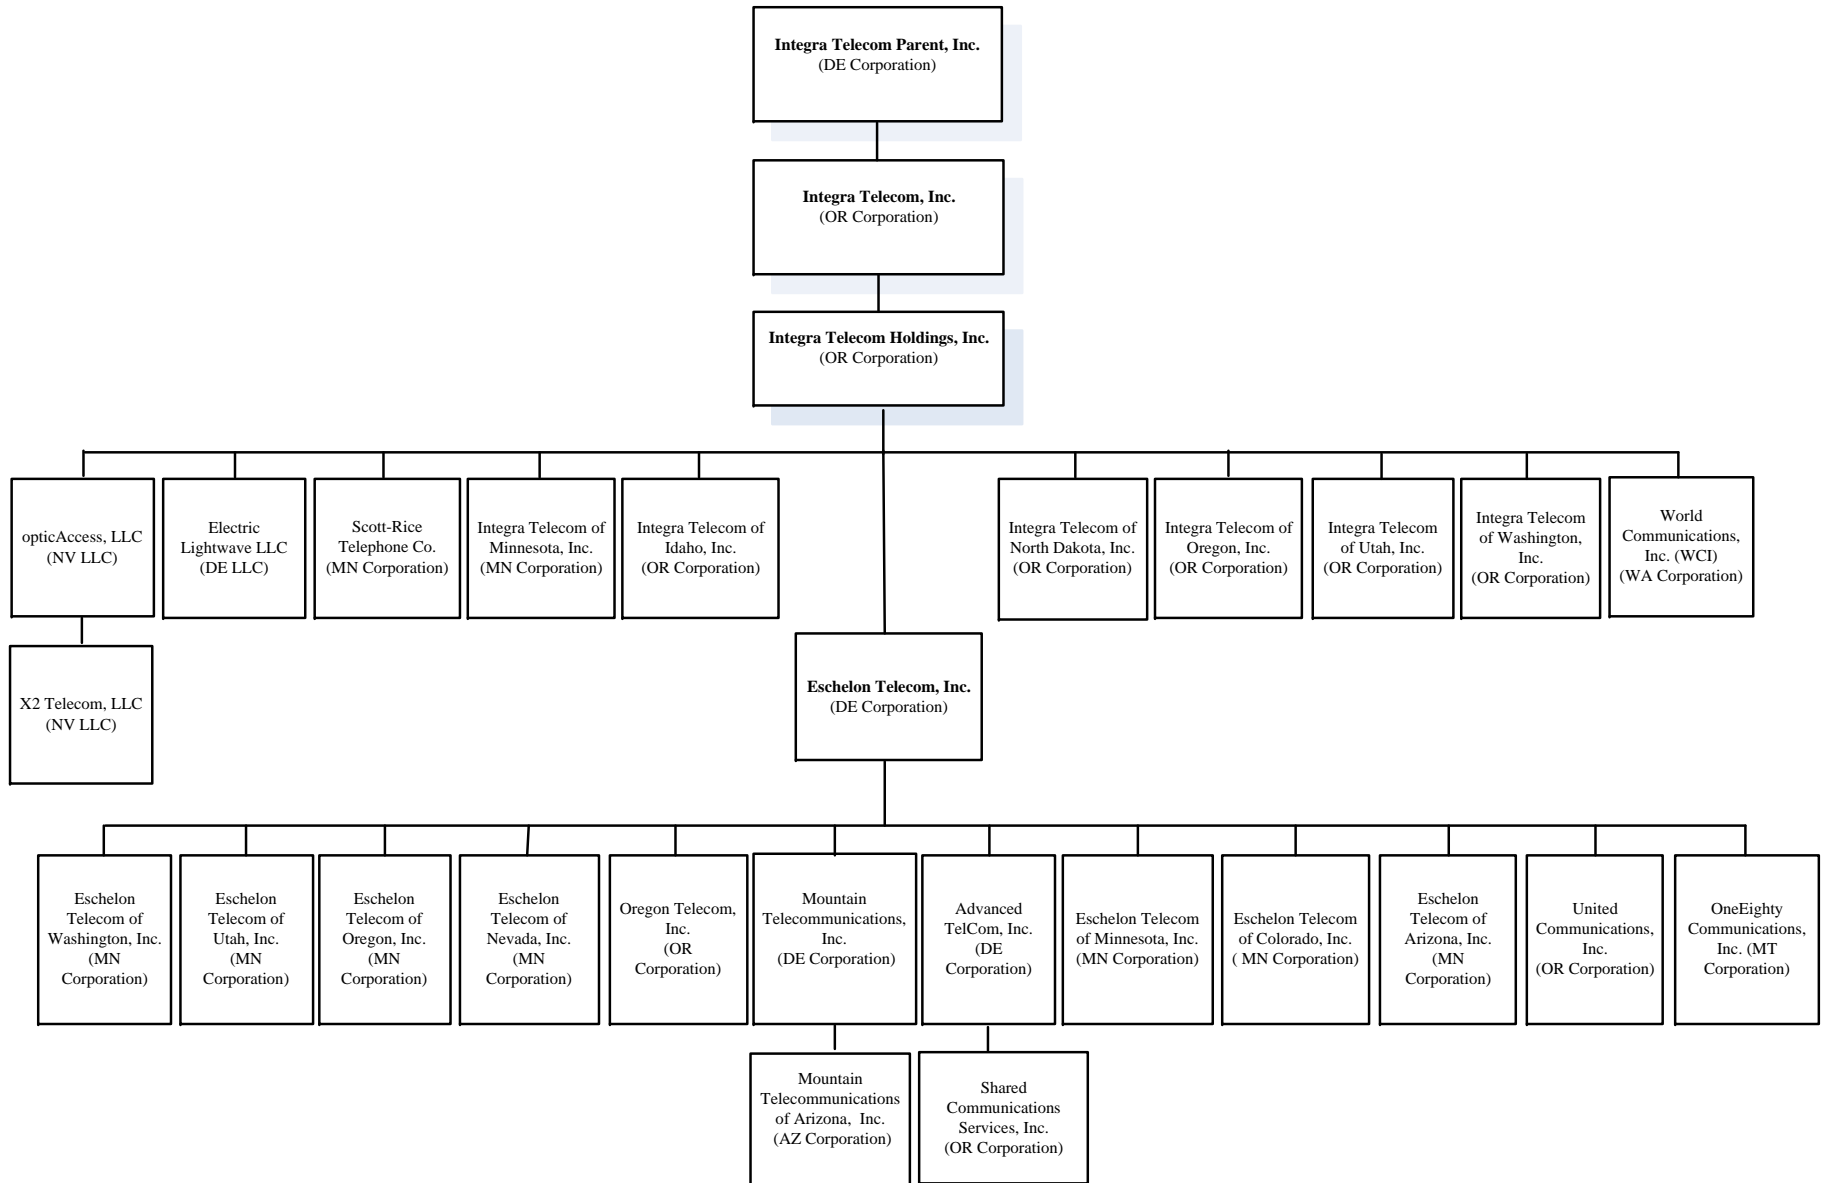 Integra Telecom Parent, Inc.
(DE Corporation)
Integra Telecom, Inc.
(OR Corporation)
Integra Telecom Holdings, Inc.
(OR Corporation)
opticAccess, LLC
(NV LLC)
Electric
Lightwave LLC
(DE LLC)
Scott-Rice
Telephone Co.
(MN Corporation)
Integra Telecom of
Minnesota, Inc.
(MN Corporation)
Integra Telecom of
Idaho, Inc.
(OR Corporation)
Integra Telecom of
North Dakota, Inc.
(OR Corporation)
Integra Telecom of
Oregon, Inc.
(OR Corporation)
Integra Telecom
of Utah, Inc.
(OR Corporation)
Integra Telecom
of Washington,
Inc.
(OR Corporation)
World
Communications,
Inc. (WCI)
(WA Corporation)
X2 Telecom, LLC
(NV LLC)
Eschelon Telecom, Inc.
(DE Corporation)
Eschelon
Telecom of
Washington, Inc.
(MN
Corporation)
Eschelon
Telecom of
Utah, Inc.
(MN
Corporation)
Eschelon
Telecom of
Oregon, Inc.
(MN
Corporation)
Eschelon
Telecom of
Nevada, Inc.
(MN
Corporation)
Oregon Telecom,
Inc.
(OR
Corporation)
Mountain
Telecommunications,
Inc.
(DE Corporation)
Advanced
TelCom, Inc.
(DE
Corporation)
Eschelon Telecom
of Minnesota, Inc.
(MN Corporation)
Eschelon Telecom
of Colorado, Inc.
( MN Corporation)
Eschelon
Telecom of
Arizona, Inc.
(MN
Corporation)
United
Communications,
Inc.
(OR Corporation)
OneEighty
Communications,
Inc. (MT
Corporation)
Mountain
Telecommunications
of Arizona,  Inc.
(AZ Corporation)
Shared
Communications
Services, Inc.
(OR Corporation)